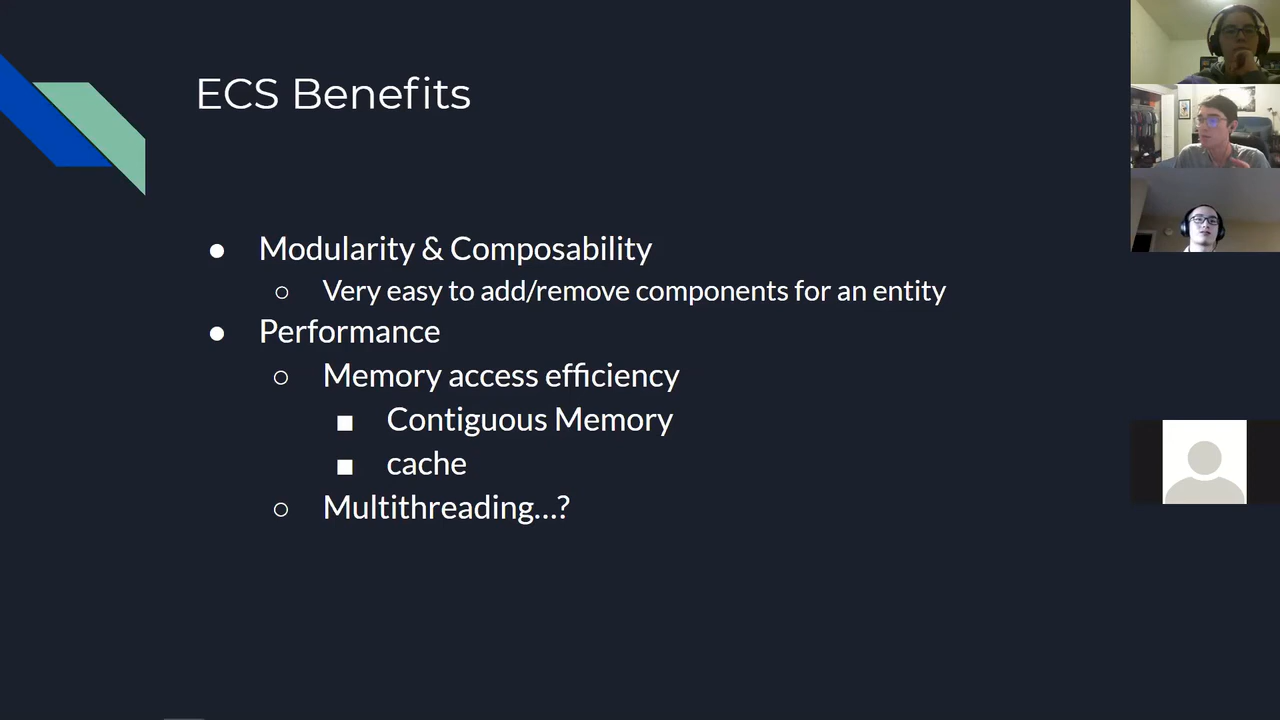 ECS Benefits
● Modularity & Composability
○ Very easy to add/remove components for an entity
● Performance
○ Memory access efficiency
■ Contiguous Memory
■ cache
○ Multithreading...?